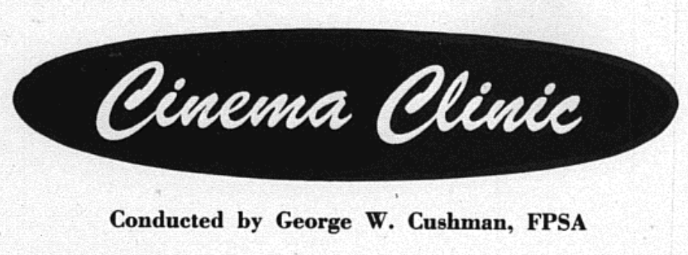 Cinema Clinic
Conducted by George W. Cushman, FPSA